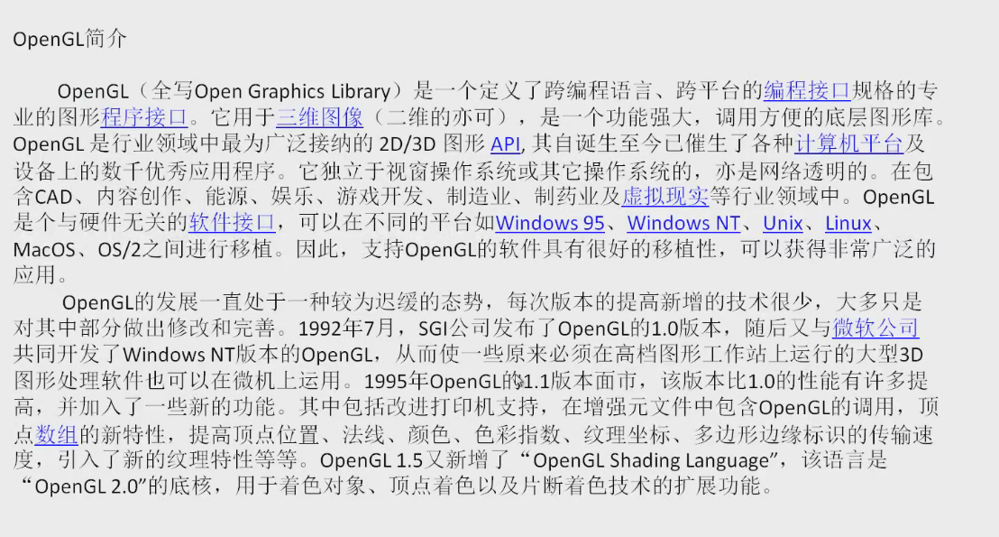 OpenGL简介
OpenGL（全写Open Graphics Library）是一个定义了跨编程语言、跨平台的编程接口规格的专
业的图形程序接口。它用于三维图像（二维的亦可），是一个功能强大，调用方便的底层图形库。
OpenGL 是行业领域中最为广泛接纳的 2D/3D 图形 API, 其自诞生至今已催生了各种计算机平台及
设备上的数千优秀应用程序。它独立于视窗操作系统或其它操作系统的，亦是网络透明的。在包
含CAD、内容创作、能源、娱乐、游戏开发、制造业、制药业及虚拟现实等行业领域中。OpenGL
是个与硬件无关的软件接口，可以在不同的平台如Windows 95、Windows NT、Unix、Linux、
MacOS、OS/2之间进行移植。因此，支持OpenGL的软件具有很好的移植性，可以获得非常广泛的
应用。
OpenGL的发展一直处于一种较为迟缓的态势，每次版本的提高新增的技术很少，大多只是
对其中部分做出修改和完善。1992年7月，SGI公司发布了OpenGL的1.0版本，随后又与微软公司
共同开发了Windows NT版本的OpenGL，从而使一些原来必须在高档图形工作站上运行的大型3D
图形处理软件也可以在微机上运用。1995年OpenGL的1.1版本面市，该版本比1.0的性能有许多提
高，并加入了一些新的功能。其中包括改进打印机支持，在增强元文件中包含OpenGL的调用，顶
点数组的新特性，提高顶点位置、法线、颜色、色彩指数、纹理坐标、多边形边缘标识的传输速
度，引入了新的纹理特性等等。OpenGL 1.5又新增了“OpenGL Shading Language”，该语言是
“OpenGL 2.0”的底核，用于着色对象、顶点着色以及片断着色技术的扩展功能。